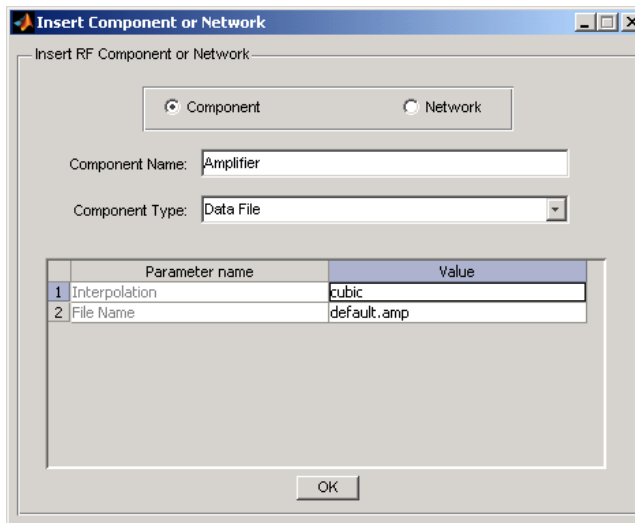 Insert Component or Network
Insert RF Component or Network
Component Network
Component Name: Amplifier
Component Type: Data File
Parameter name Value
1 Interpolation cubic
2 File Name default.amp
OK